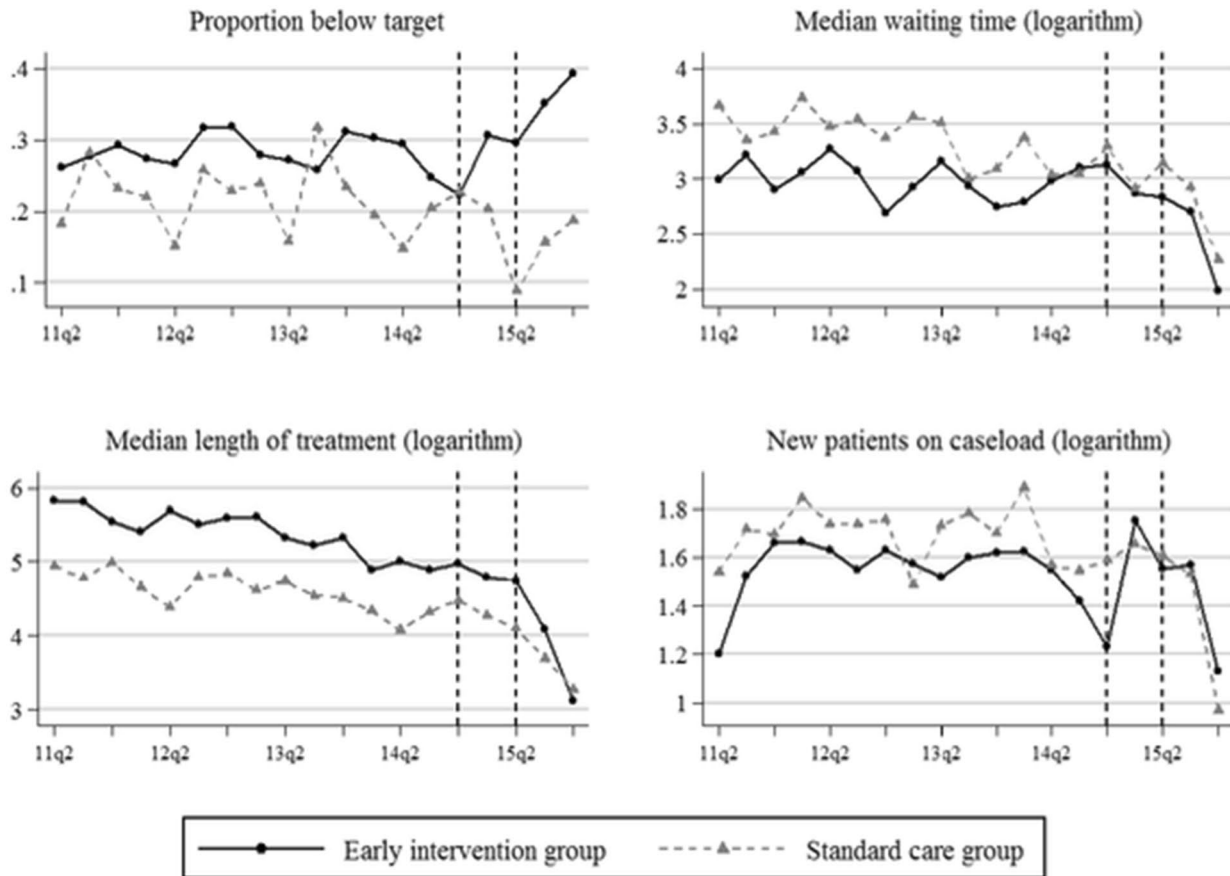 Proportion below target
.4
.3
.2
.1
11q2 12q2 13q2 14q2 15q2
Median waiting time (logarithm)
4
3.5
3
2.5
2
11q2 12q2 13q2 14q2 15q2
Median length of treatment (logarithm)
6
5
4
3
11q2 12q2 13q2 14q2 15q2
New patients on caseload (logarithm)
1.8
1.6
1.4
1.2
1
11q2 12q2 13q2 14q2 15q2
Early intervention group Standard care group